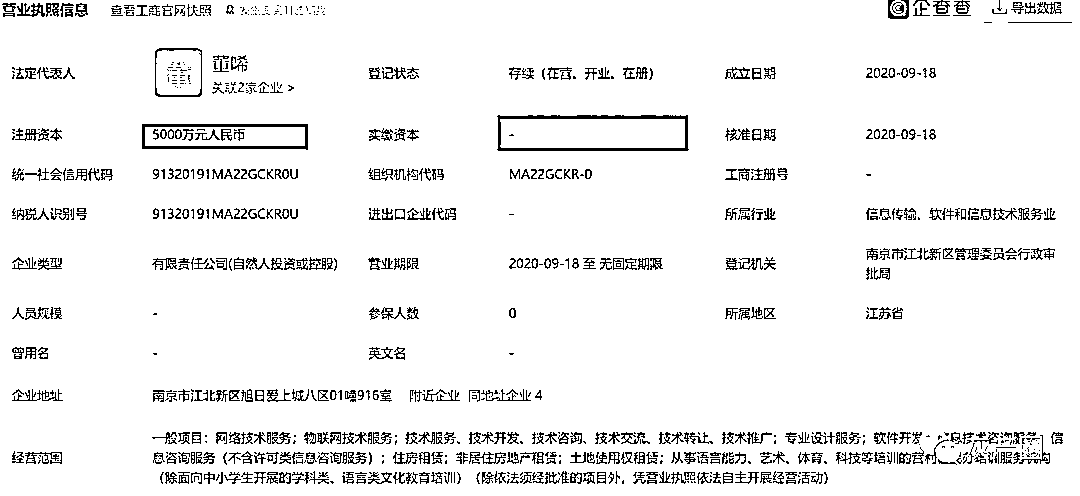 营业执照信息 查看工商官网快照 企查查 导出数据
法定代表人 董晞 关联2家企业 > 登记状态 存续（在营、开业、在册） 成立日期 2020-09-18
注册资本 5000万元人民币 实缴资本 - 核准日期 2020-09-18
统一社会信用代码 91320191MA22GCKR0U 组织机构代码 MA22GCKR-0 工商注册号 -
纳税人识别号 91320191MA22GCKR0U 进出口企业代码 - 所属行业 信息传输、软件和信息技术服务业
企业类型 有限责任公司(自然人投资或控股) 营业期限 2020-09-18 至 无固定期限 登记机关 南京市江北新区管理委员会行政审
批局
人员规模 - 参保人数 0 所属地区 江苏省
曾用名 - 英文名 -
企业地址 南京市江北新区旭日爱上城八区01幢916室 附近企业 同地址企业 4
经营范围 一般项目：网络技术服务；物联网技术服务；技术服务、技术开发、技术咨询、技术交流、技术转让、技术推广；专业设计服务；软件开发；信息技术咨询服务；信
息咨询服务（不含许可类信息咨询服务）；住房租赁；非居住房地产租赁；土地使用权租赁；从事语言能力、艺术、体育、科技等培训的营利性
（除面向中小学生开展的学科类、语言类文化教育培训）（除依法须经批准的项目外，凭营业执照依法自主开展经营活动）